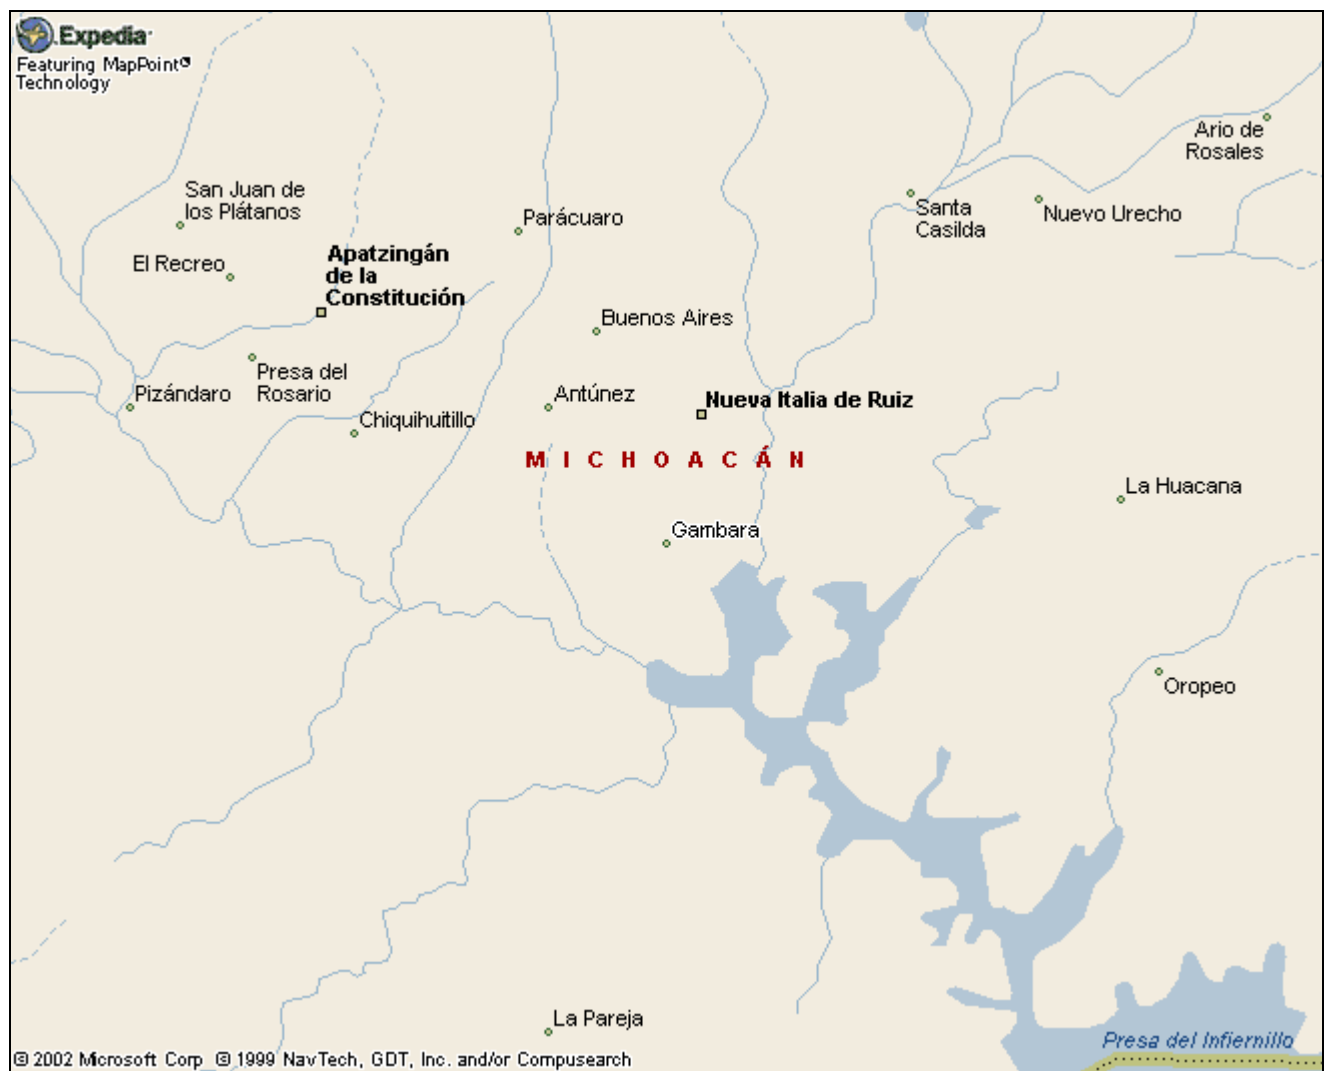 Expedia
Featuring MapPoint
Technology
Ario de
Rosales
San Juan de
los Plátanos
Santa
Casilda
Nuevo Urecho
Parácuaro
Apatzingán
de la
Constitución
El Recreo
Buenos Aires
Presa del
Rosario
Pizándaro
Antúnez
Nueva Italia de Ruiz
Chiquihuitillo
MICHOACÁN
La Huacana
Gambara
Oropeo
La Pareja
Presa del Infiernillo
© 2002 Microsoft Corp © 1999 NavTech, GDT, Inc. and/or Compusearch